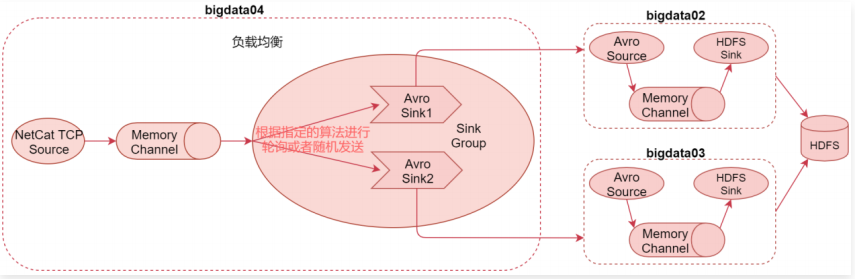 bigdata04
负载均衡
NetCat TCP
Source
Memory
Channel
根据指定的算法进行
轮询或者随机发送
Avro
Sink1
Sink
Group
Avro
Sink2
bigdata02
Avro
Source
HDFS
Sink
Memory
Channel
bigdata03
Avro
Source
HDFS
Sink
Memory
Channel
HDFS